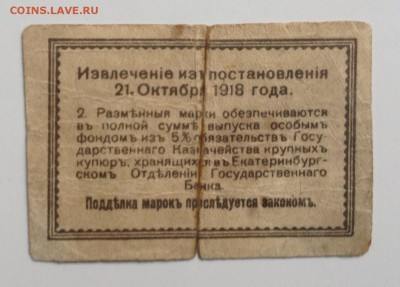 COINS.LAVE.RU
Извлеченіе изъ постановленія
21. Октября 1918 года.
2. Размѣнныя марки обезпечиваются
въ полной суммѣ выпуска особымъ
фондомъ изъ 5% обязательствъ Госу-
дарственнаго Казначейства крупныхъ
купюръ, хранящихся въ Екатеринбург-
скомъ Отдѣленіи Государственнаго
Банка.
Поддѣлка марокъ преслѣдуется закономъ.